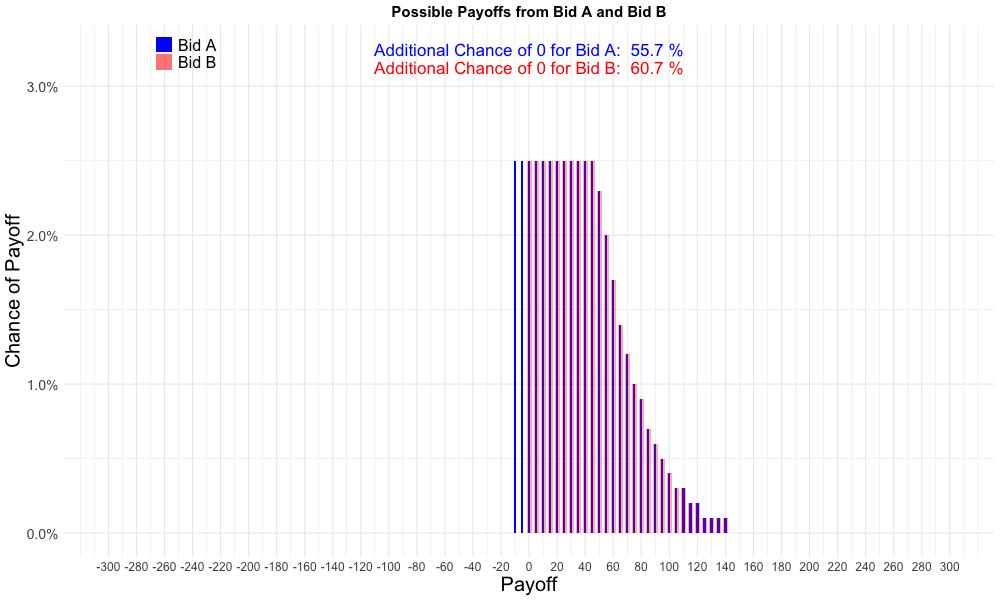 Possible Payoffs from Bid A and Bid B
Bid A
Bid B
Additional Chance of 0 for Bid A: 55.7 %
Additional Chance of 0 for Bid B: 60.7 %
Chance of Payoff
3.0%
2.0%
1.0%
0.0%
-300 -280 -260 -240 -220 -200 -180 -160 -140 -120 -100 -80 -60 -40 -20 0 20 40 60 80 100 120 140 160 180 200 220 240 260 280 300
Payoff